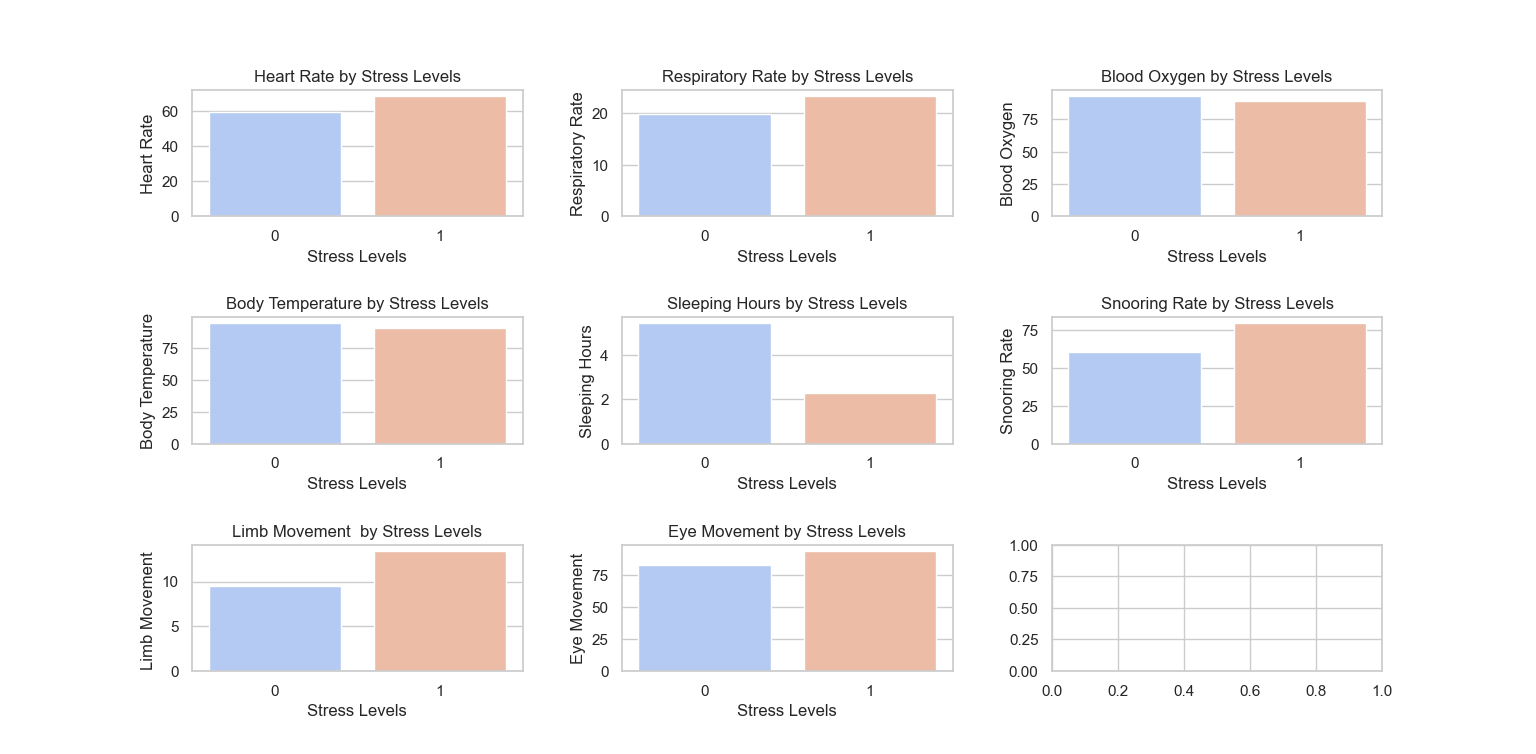 Heart Rate by Stress Levels
Heart Rate
60
40
20
0
0 1
Stress Levels
Respiratory Rate by Stress Levels
Respiratory Rate
20
10
0
0 1
Stress Levels
Blood Oxygen by Stress Levels
Blood Oxygen
75
50
25
0
0 1
Stress Levels
Body Temperature by Stress Levels
Body Temperature
75
50
25
0
0 1
Stress Levels
Sleeping Hours by Stress Levels
Sleeping Hours
4
2
0
0 1
Stress Levels
Snooring Rate by Stress Levels
Snooring Rate
75
50
25
0
0 1
Stress Levels
Limb Movement  by Stress Levels
Limb Movement
10
5
0
0 1
Stress Levels
Eye Movement by Stress Levels
Eye Movement
75
50
25
0
0 1
Stress Levels
1.00
0.75
0.50
0.25
0.00
0.0 0.2 0.4 0.6 0.8 1.0